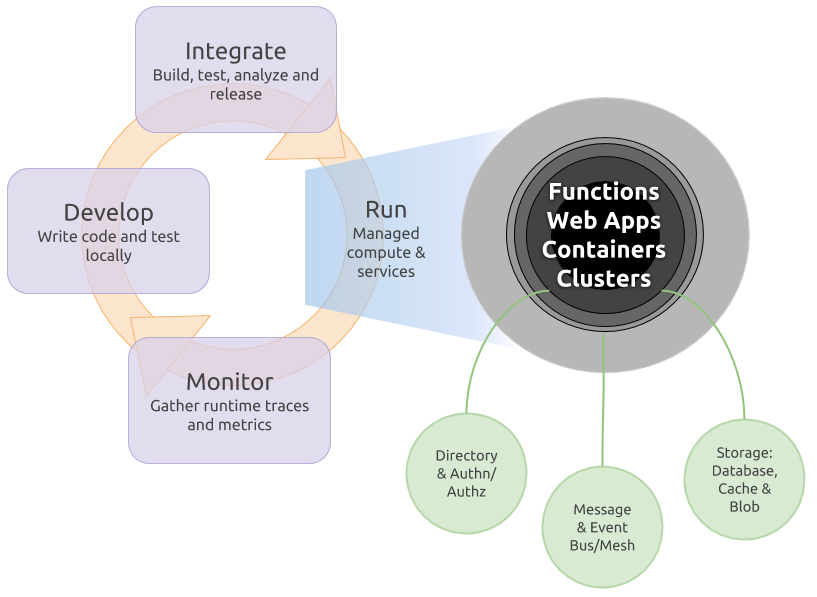 Integrate
Build, test, analyze and
release
Develop
Write code and test
locally
Run
Managed
compute &
services
Monitor
Gather runtime traces
and metrics
Functions
Web Apps
Containers
Clusters
Directory
& Authn/
Authz
Message
& Event
Bus/Mesh
Storage:
Database,
Cache &
Blob